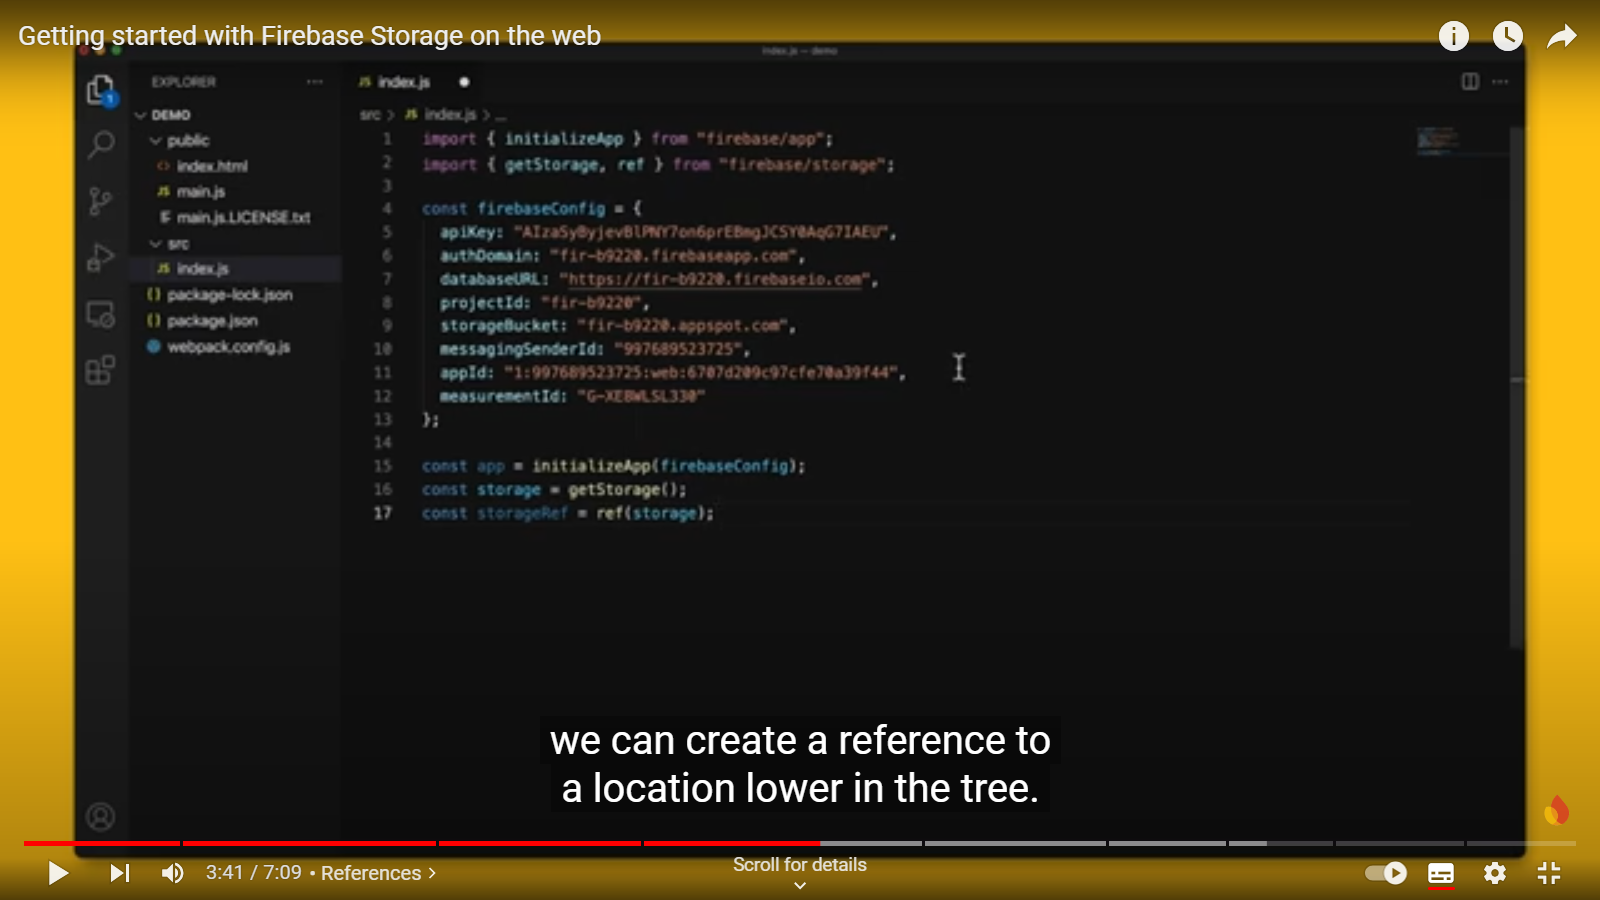 Getting started with Firebase Storage on the web
index.js — demo
EXPLORER
DEMO
public
index.html
main.js
main.js.LICENSE.txt
src
index.js
package-lock.json
package.json
webpack.config.js
JS index.js
src > JS index.js > ...
1 import { initializeApp } from "firebase/app";
2 import { getStorage, ref } from "firebase/storage";
3
4 const firebaseConfig = {
5 apiKey:
6 authDomain: "fir-b9220.firebaseapp.com",
7 databaseURL: "https://fir-b9220.firebaseio.com",
8 projectId: "fir-b9220",
9 storageBucket: "fir-b9220.appspot.com",
10 messagingSenderId: "997689523725",
11 appId: "1:997689523725:web:6707d209c97cfe70a39f44",
12 measurementId:
13 };
14
15 const app = initializeApp(firebaseConfig);
16 const storage = getStorage();
17 const storageRef = ref(storage);
we can create a reference to
a location lower in the tree.
Scroll for details
3:41 / 7:09 • References >